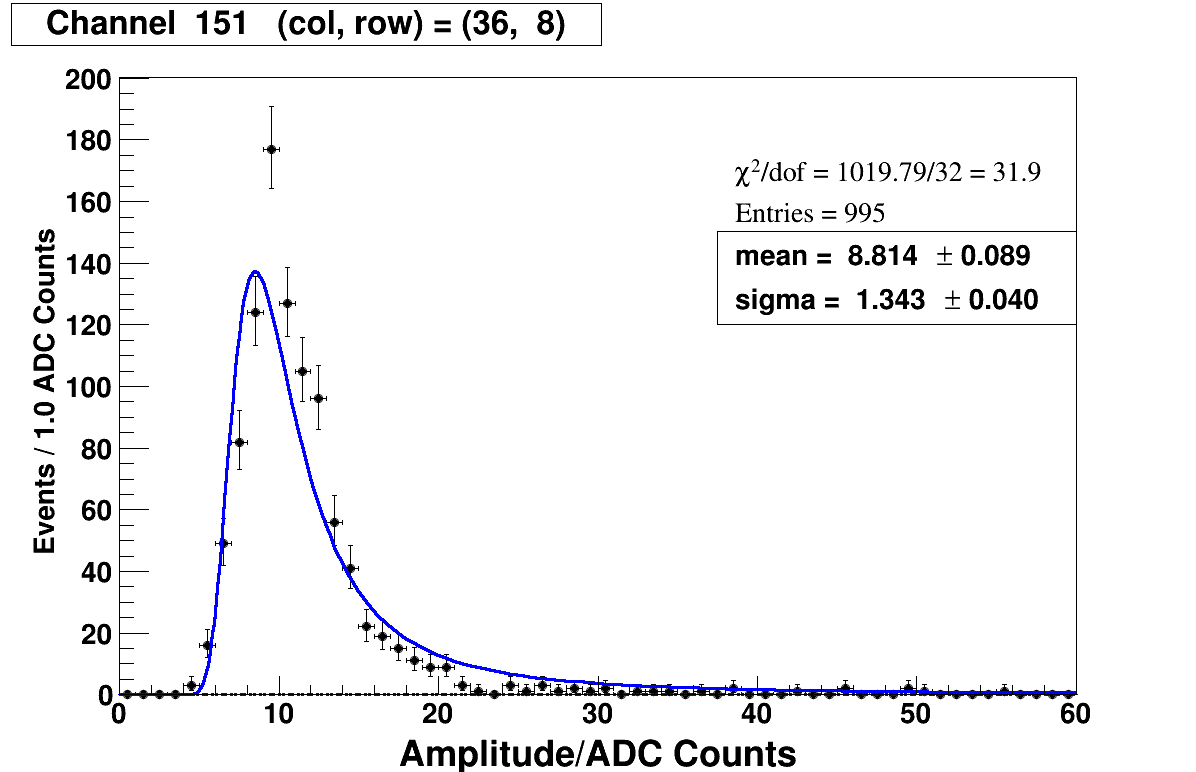 Channel 151 (col, row) = (36, 8)
200
180
160
140
120
100
80
60
40
20
0
Events / 1.0 ADC Counts
χ²/dof = 1019.79/32 = 31.9
Entries = 995
mean = 8.814 ± 0.089
sigma = 1.343 ± 0.040
0 10 20 30 40 50 60
Amplitude/ADC Counts